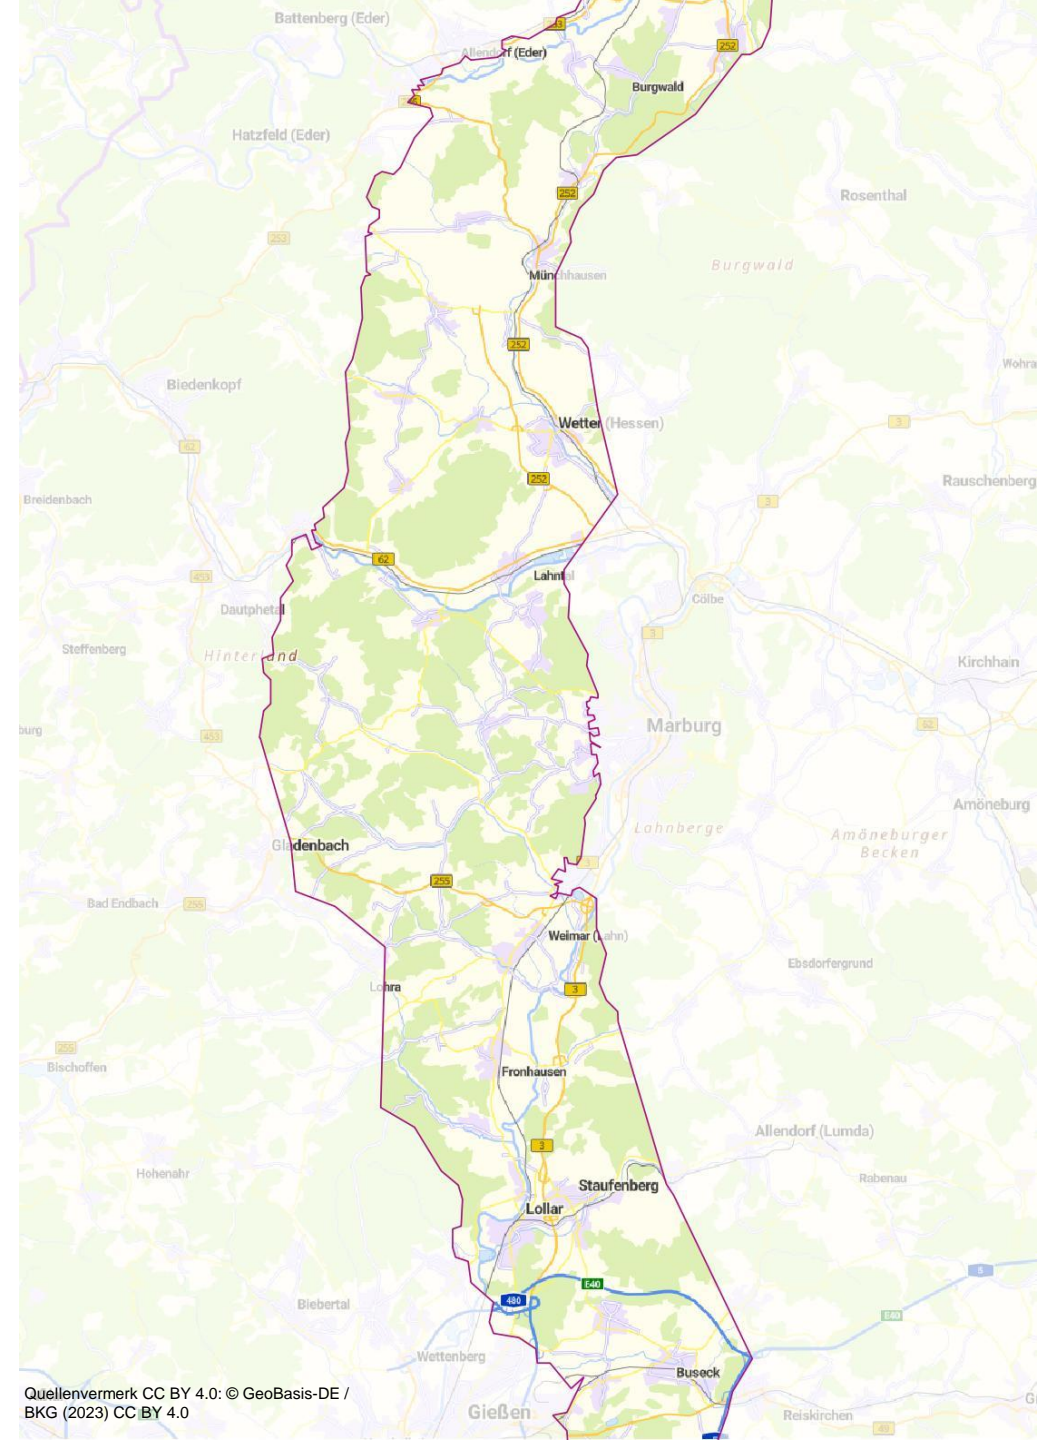 Battenberg (Eder)
253
252
Allendorf (Eder)
Burgwald
Hatzfeld (Eder)
252
Rosenthal
253
Burgwald
Münchhausen
252
Wohra
Biedenkopf
3
Wetter (Hessen)
62
252
Rauschenberg
Breidenbach
3
62
453
Lahntal
Cölbe
Dautphetal
3
Steffenberg
Hinterland
Kirchhain
burg
Marburg
62
453
Amöneburg
Lahnberge
Amöneburger
Becken
Gladenbach
3
255
Bad Endbach
255
Weimar (Lahn)
Ebsdorfergrund
Lohra
3
255
Bischoffen
Fronhausen
Allendorf (Lumda)
3
Hohenahr
Rabenau
Staufenberg
Lollar
5
E40
480
Biebertal
E40
Wettenberg
Buseck
Quellenvermerk CC BY 4.0: © GeoBasis-DE /
BKG (2023) CC BY 4.0
Gießen
Reiskirchen
49